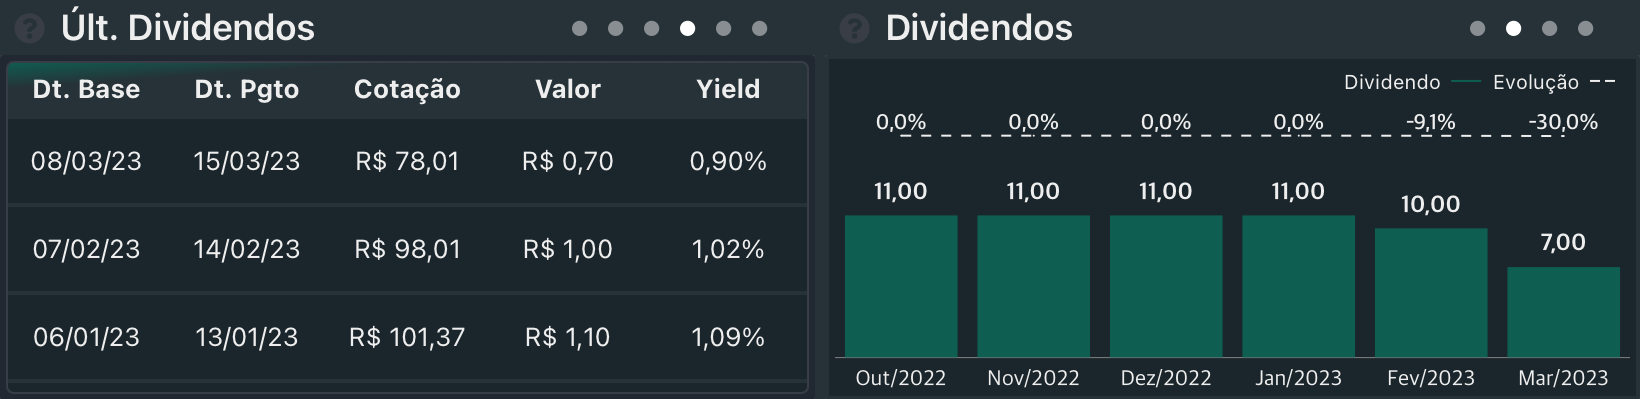 ? Últ. Dividendos
Dt. Base Dt. Pgto Cotação Valor Yield
08/03/23 15/03/23 R$ 78,01 R$ 0,70 0,90%
07/02/23 14/02/23 R$ 98,01 R$ 1,00 1,02%
06/01/23 13/01/23 R$ 101,37 R$ 1,10 1,09%
? Dividendos
Dividendo Evolução
0,0% 0,0% 0,0% 0,0% -9,1% -30,0%
11,00 11,00 11,00 11,00 10,00 7,00
Out/2022 Nov/2022 Dez/2022 Jan/2023 Fev/2023 Mar/2023